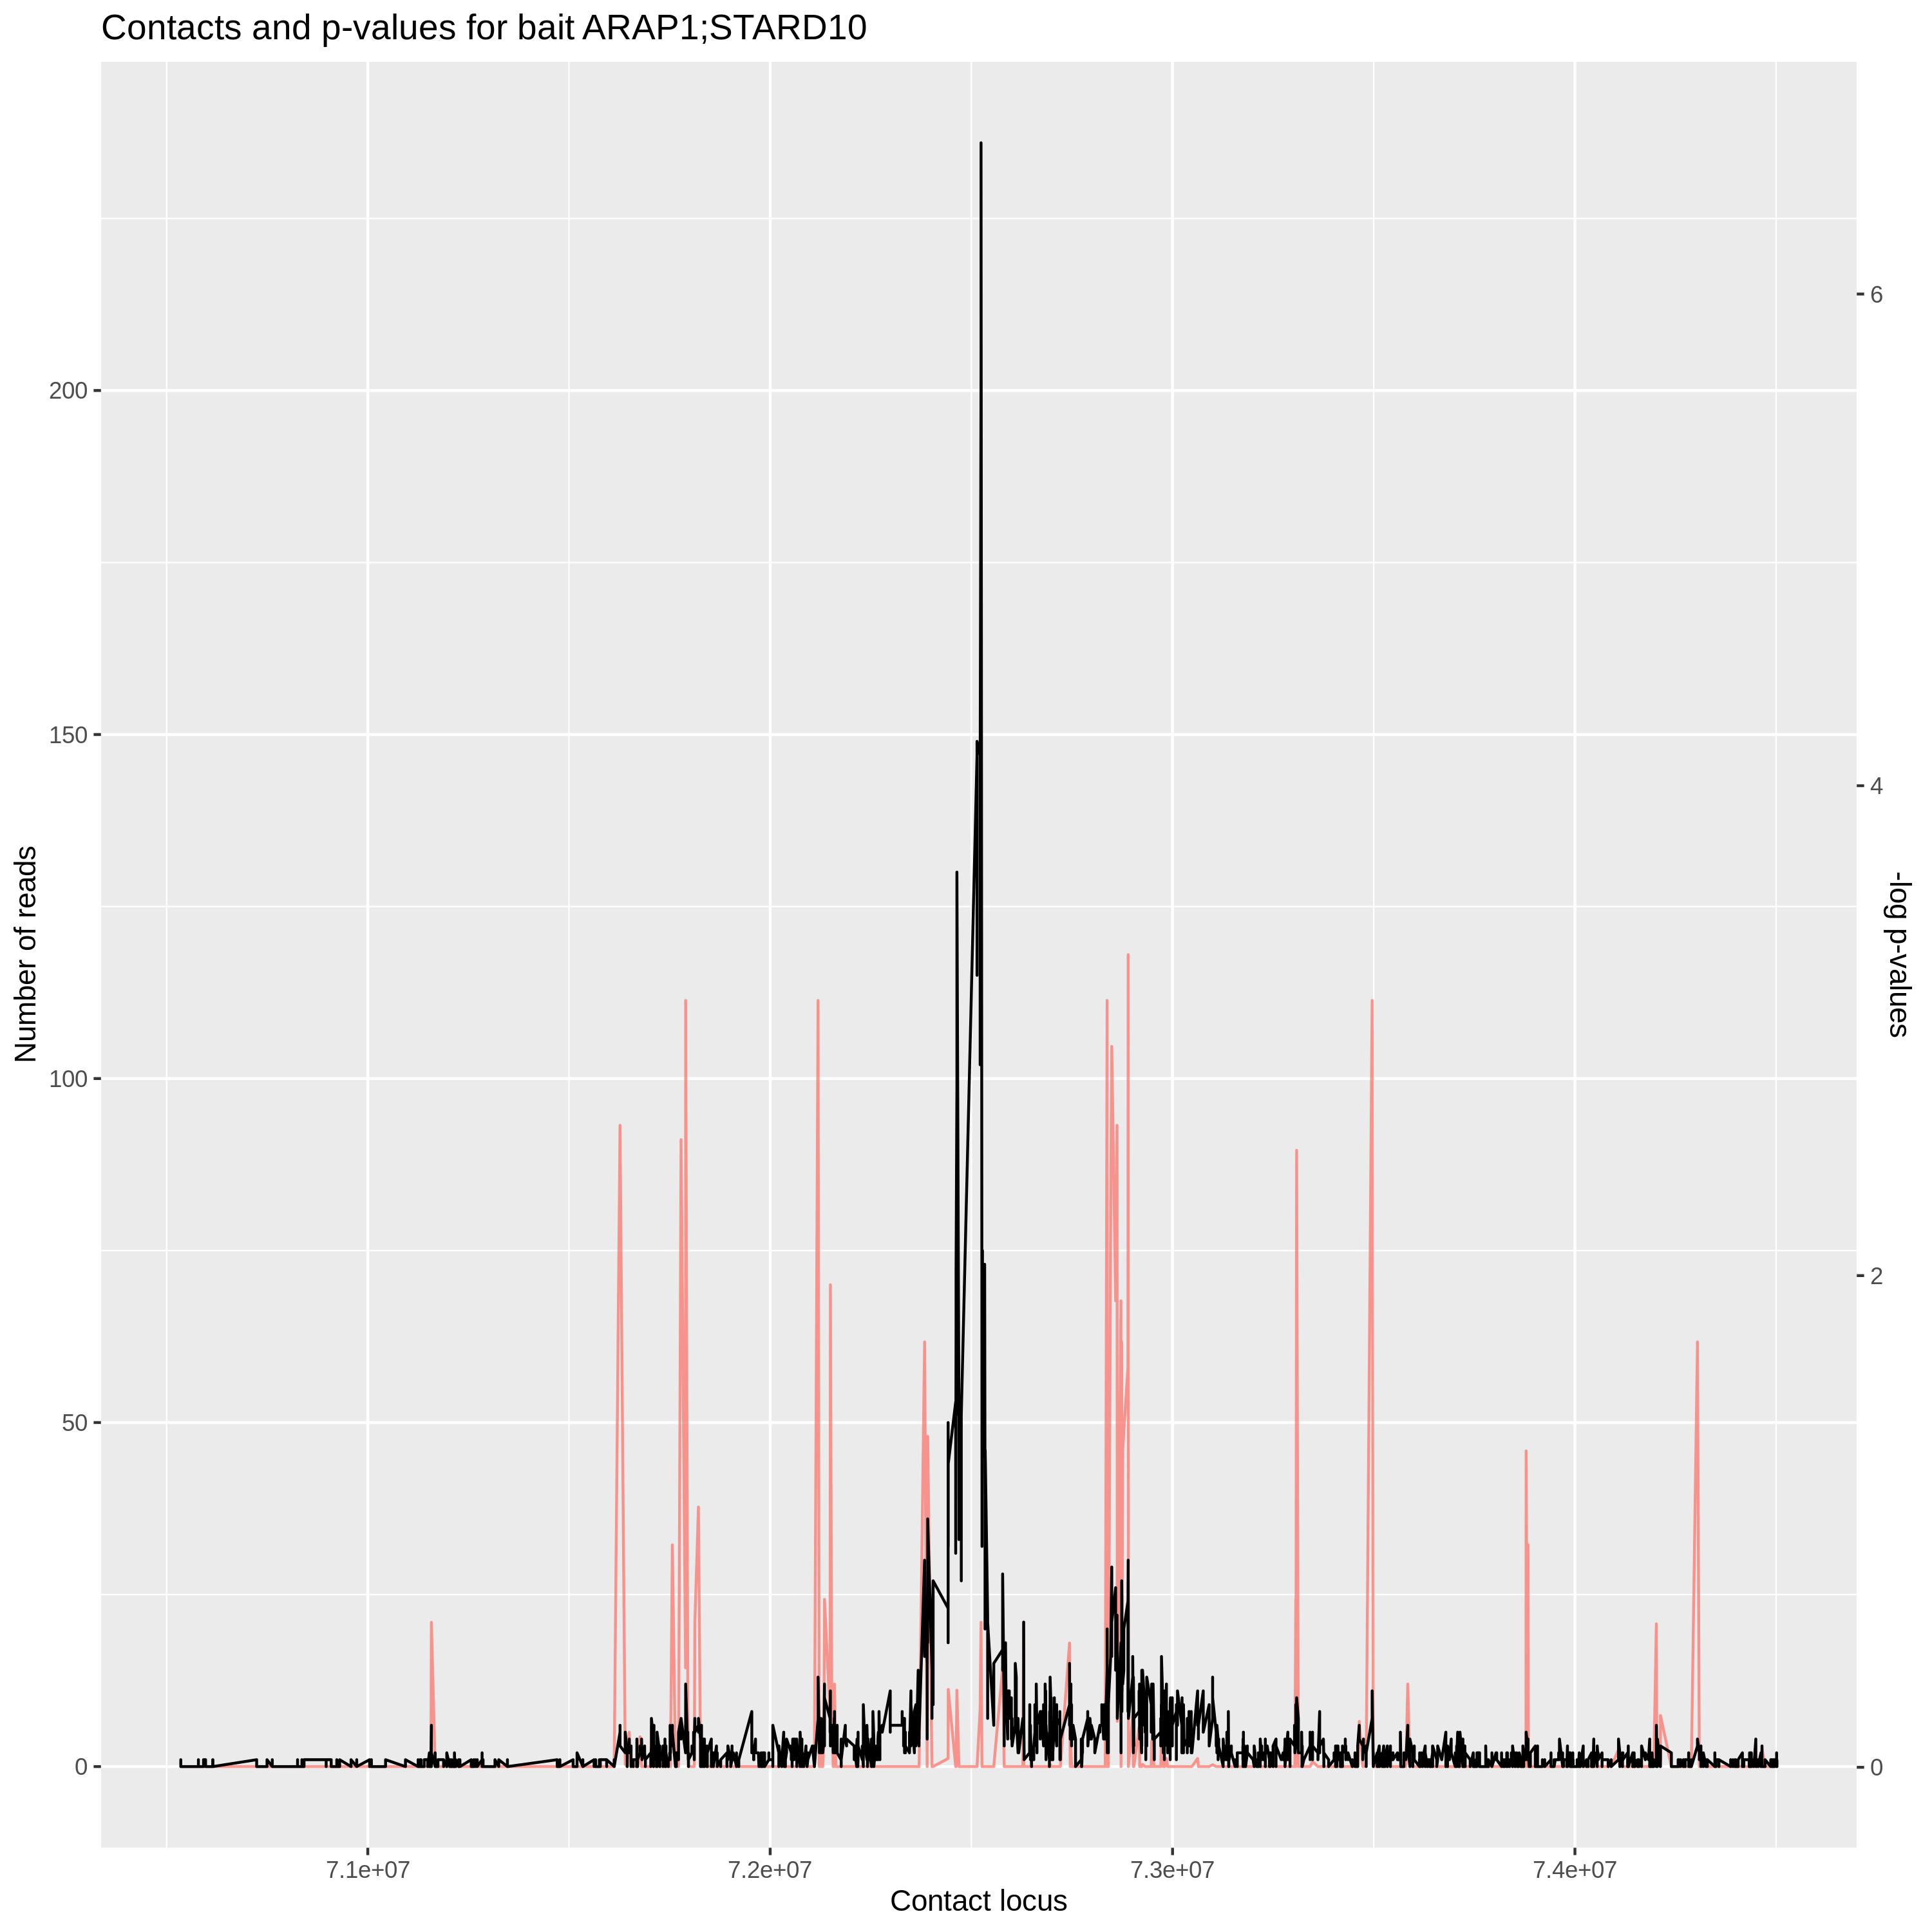 Contacts and p-values for bait ARAP1;STARD10
200
150
100
50
0
Number of reads
6
4
2
0
-log p-values
7.1e+07 7.2e+07 7.3e+07 7.4e+07
Contact locus